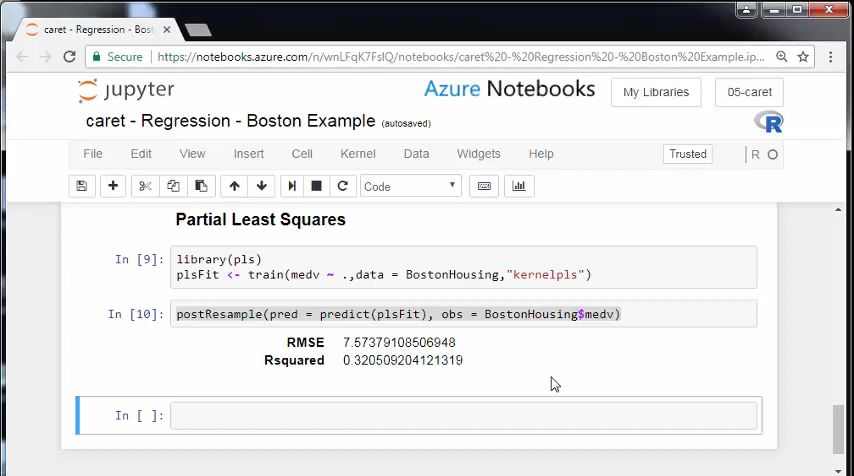 caret - Regression - Bos
Secure | https://notebooks.azure.com/n/wnLFqK7FslQ/notebooks/caret%20-%20Regression%20-%20Boston%20Example.ip
jupyter
Azure Notebooks
My Libraries
05-caret
caret - Regression - Boston Example (autosaved)
R
File Edit View Insert Cell Kernel Data Widgets Help
Trusted
R
Code
Partial Least Squares
In [9]: library(pls)
plsFit <- train(medv ~ .,data = BostonHousing,"kernelpls")
In [10]: postResample(pred = predict(plsFit), obs = BostonHousing$medv)
RMSE 7.57379108506948
Rsquared 0.320509204121319
In [ ]: